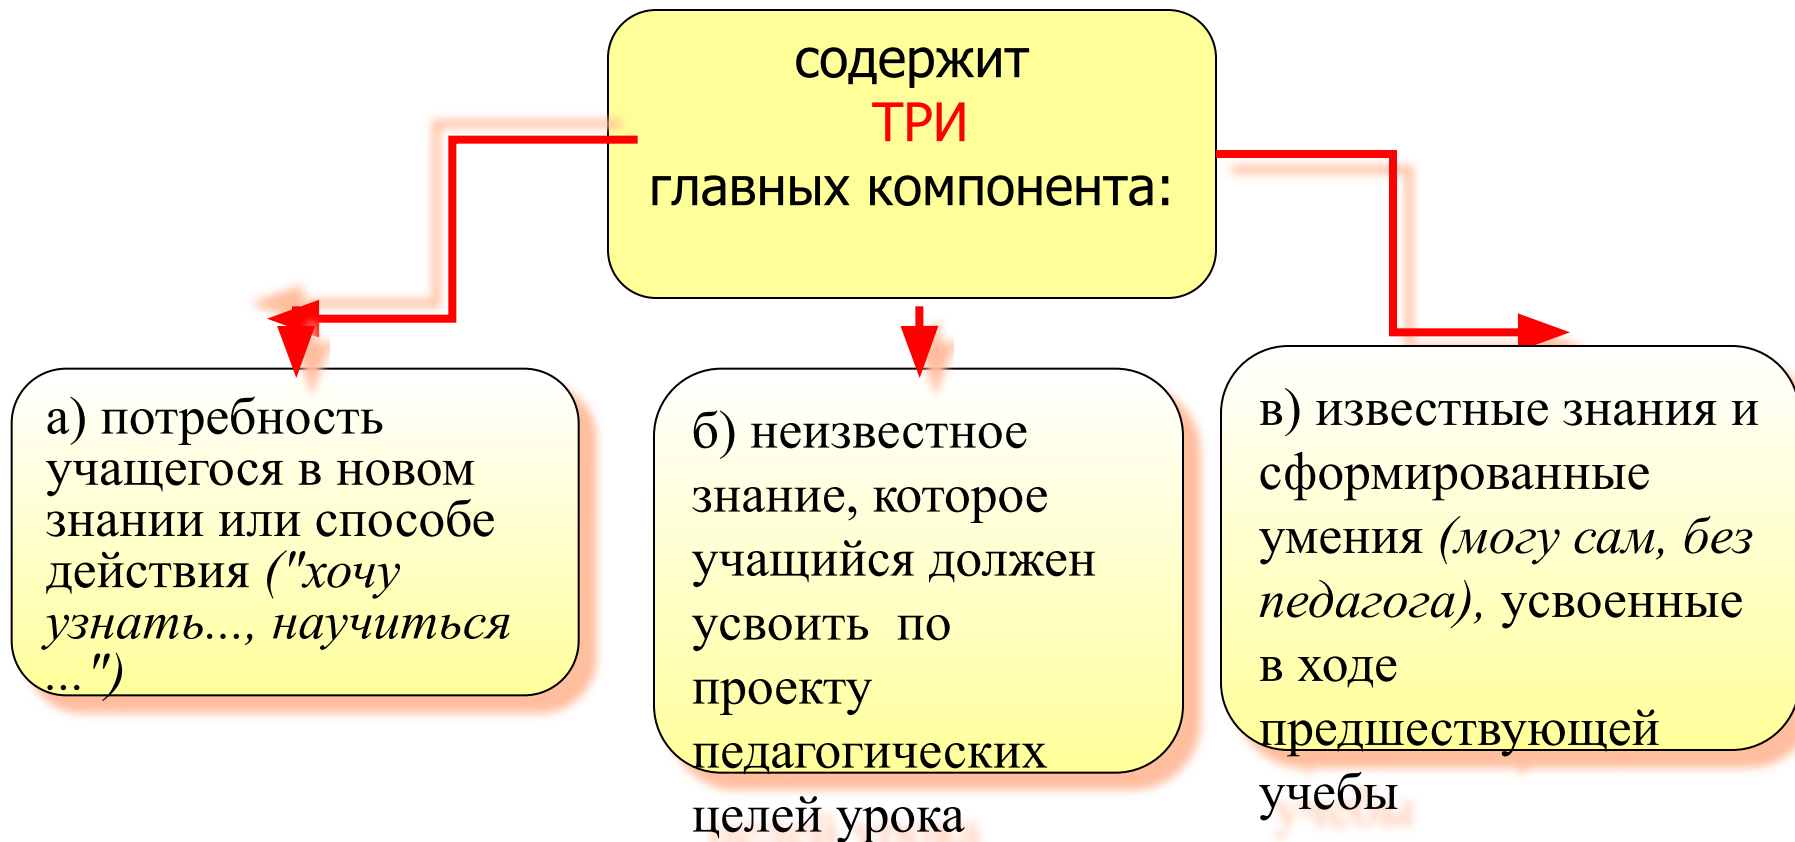 содержит
ТРИ
главных компонента:
а) потребность
учащегося в новом
знании или способе
действия ("хочу
узнать..., научиться
...")
б) неизвестное
знание, которое
учащийся должен
усвоить по
проекту
педагогических
целей урока
в) известные знания и
сформированные
умения (могу сам, без
педагога), усвоенные
в ходе
предшествующей
учебы